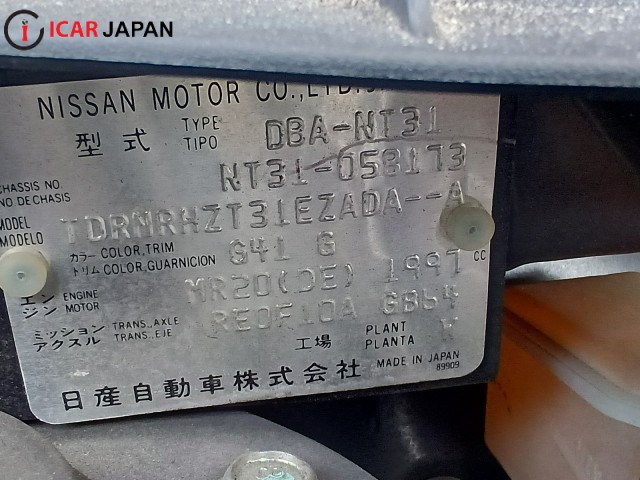 ICAR JAPAN
NISSAN MOTOR CO.,LTD.
型式 TYPE TIPO DBA-NT31
CHASSIS NO. NO DE CHASIS NT31-058173
MODEL MODELO TDRNRHZT31EZADA--A
カラー COLOR,TRIM トリム COLOR,GUARNICION G41 G
エンジン ENGINE MOTOR MR20(DE) 1997 CC
ミッション アクスル TRANS.,AXLE TRANS.,EJE RE0F10A GB64
工場 PLANT PLANTA K
日産自動車株式会社 MADE IN JAPAN
89909